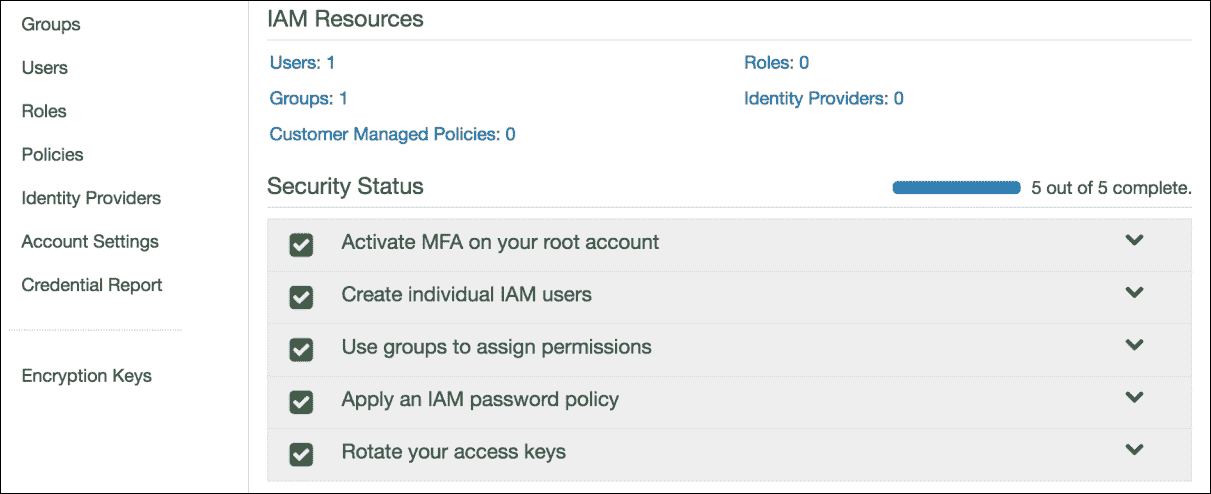 Groups
Users
Roles
Policies
Identity Providers
Account Settings
Credential Report
Encryption Keys
IAM Resources
Users: 1
Roles: 0
Groups: 1
Identity Providers: 0
Customer Managed Policies: 0
Security Status
5 out of 5 complete.
Activate MFA on your root account
Create individual IAM users
Use groups to assign permissions
Apply an IAM password policy
Rotate your access keys